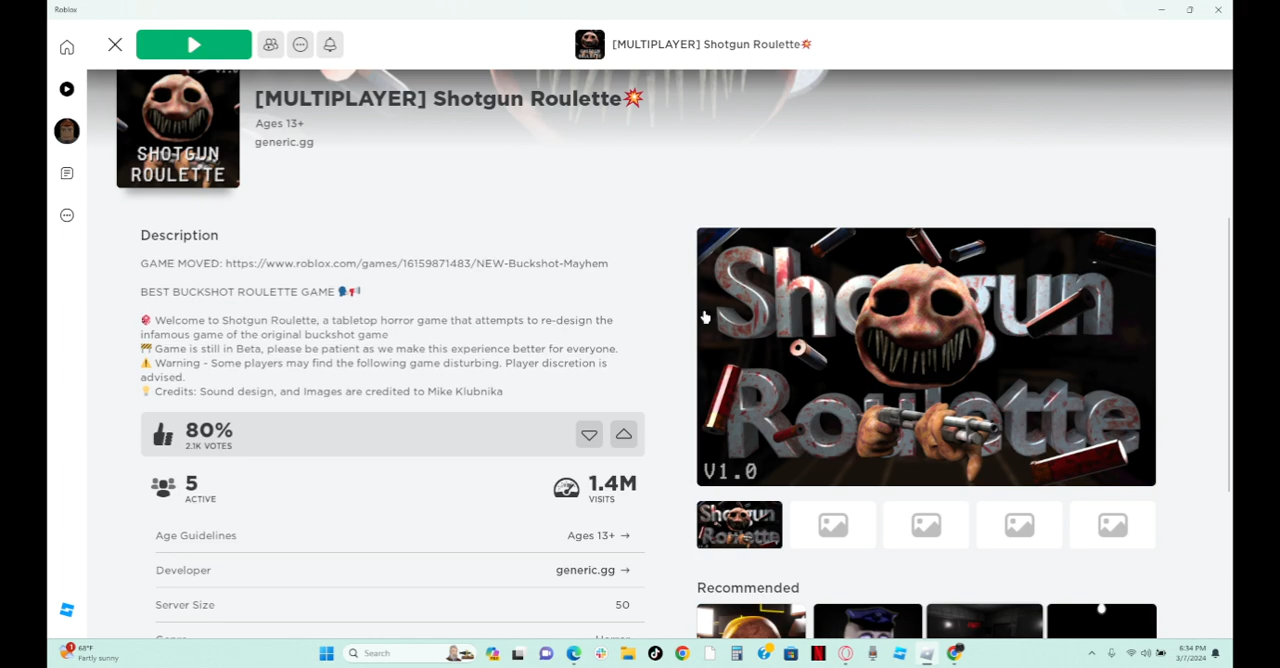 Roblox
[MULTIPLAYER] Shotgun Roulette💥
[MULTIPLAYER] Shotgun Roulette💥
Ages 13+
generic.gg
SHOTGUN
ROULETTE
Description
GAME MOVED: https://www.roblox.com/games/16159871483/NEW-Buckshot-Mayhem
BEST BUCKSHOT ROULETTE GAME 🗣️📢
Welcome to Shotgun Roulette, a tabletop horror game that attempts to re-design the
infamous game of the original buckshot game
🚧 Game is still in Beta, please be patient as we make this experience better for everyone.
⚠️ Warning - Some players may find the following game disturbing. Player discretion is
advised.
💡 Credits: Sound design, and Images are credited to Mike Klubnika
80%
2.1K VOTES
5
ACTIVE
1.4M
VISITS
Age Guidelines Ages 13+ →
Developer generic.gg →
Server Size 50
Shotgun
Roulette
V1.0
Shotgun
Roulette
Recommended
1
68°F
Partly sunny
Search
6:34 PM
3/7/2024